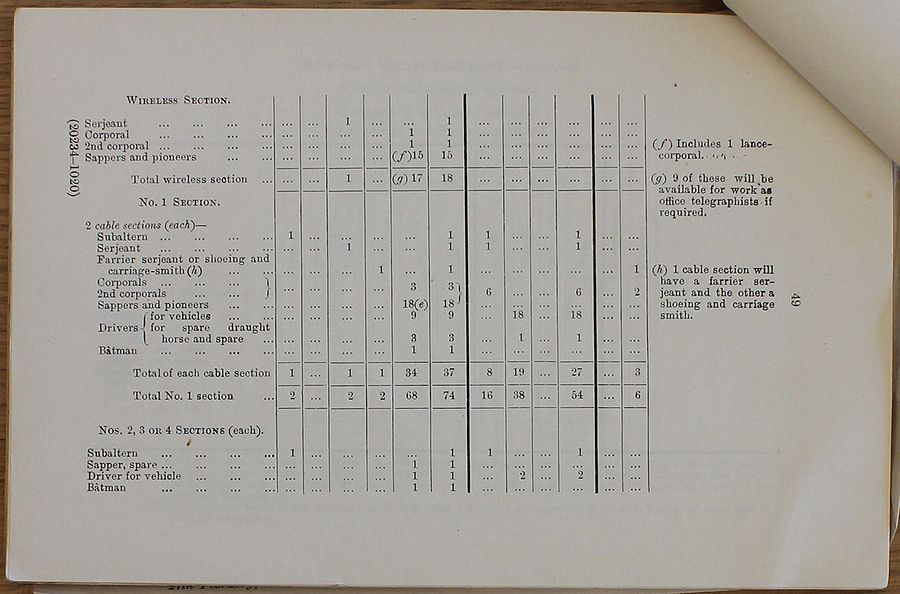 WIRELESS SECTION.
Serjeant ... ... ... ... ... ... 1 ... ... 1 ... ... ... ... ... ...
Corporal ... ... ... ... ... ... ... ... 1 1 ... ... ... ... ... ...
2nd corporal ... ... ... ... ... ... ... ... 1 1 ... ... ... ... ... ...
Sappers and pioneers ... ... ... ... ... ... (f)15 15 ... ... ... ... ... ...
Total wireless section ... ... ... 1 ... (g) 17 18 ... ... ... ... ... ...
No. 1 SECTION.
2 cable sections (each)—
Subaltern ... ... ... ... 1 ... ... ... ... 1 1 ... ... 1 ... ...
Serjeant ... ... ... ... ... ... 1 ... ... 1 1 ... ... 1 ... ...
Farrier serjeant or shoeing and
carriage-smith (h) ... ... ... ... ... 1 ... 1 ... ... ... ... ... 1
Corporals ... ... ... }
2nd corporals ... ... } ... ... ... ... 3 3 } 6 ... ... 6 ... 2
Sappers and pioneers ... ... ... ... ... ... 18(e) 18
Drivers { for vehicles ... ... ... ... ... ... ... 9 9 ... 18 ... 18 ... ...
for spare draught
horse and spare ... ... ... ... ... 3 3 ... 1 ... 1 ... ...
Bâtman ... ... ... ... ... ... ... ... 1 1 ... ... ... ... ... ...
Total of each cable section 1 ... 1 1 34 37 8 19 ... 27 ... 3
Total No. 1 section ... 2 ... 2 2 68 74 16 38 ... 54 ... 6
Nos. 2, 3 OR 4 SECTIONS (each).
Subaltern ... ... ... ... 1 ... ... ... ... 1 1 ... ... 1 ... ...
Sapper, spare ... ... ... ... ... ... ... ... 1 1 ... ... ... ... ... ...
Driver for vehicle ... ... ... ... ... ... ... 1 1 ... 2 ... 2 ... ...
Bâtman ... ... ... ... ... ... ... ... 1 1 ... ... ... ... ... ...
(f) Includes 1 lance-
corporal.
(g) 9 of these will be
available for work as
office telegraphists if
required.
(h) 1 cable section will
have a farrier ser-
jeant and the other a
shoeing and carriage
smith.
(20234—1020)
49